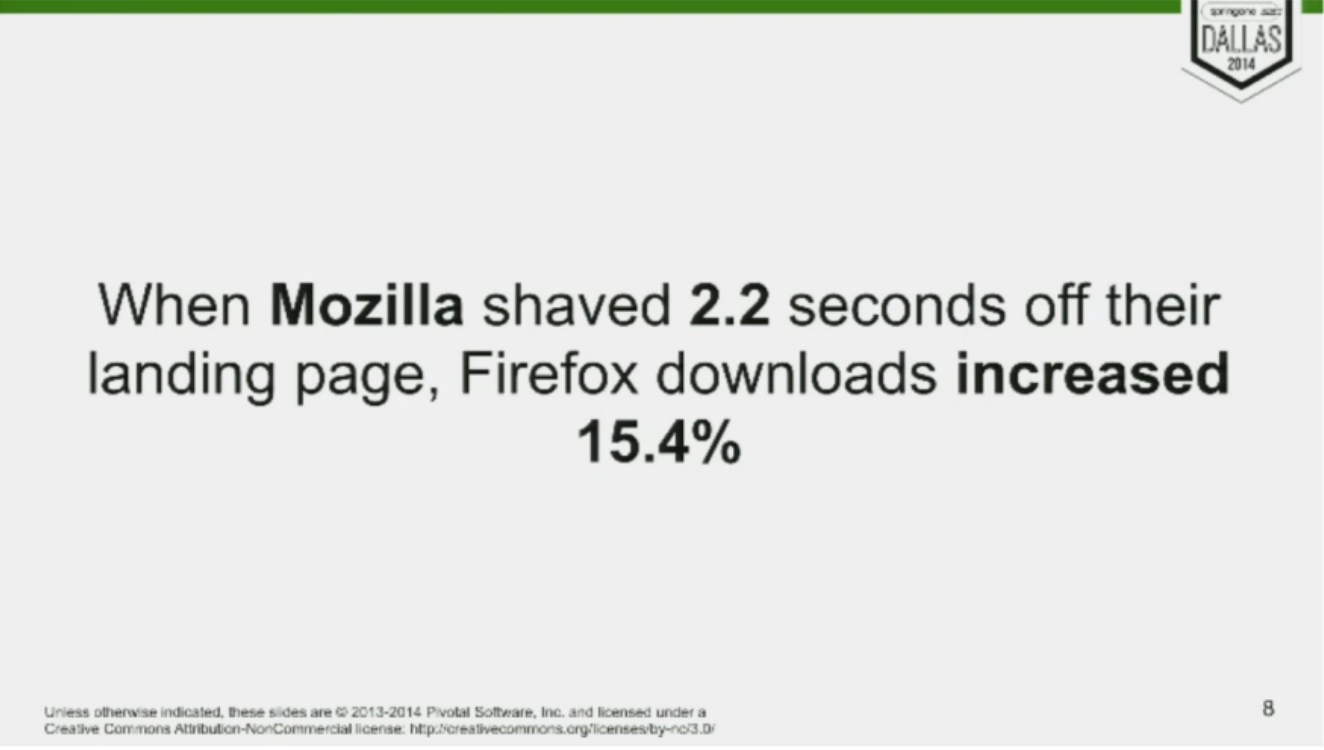 springone 2GX
DALLAS
2014
When Mozilla shaved 2.2 seconds off their
landing page, Firefox downloads increased
15.4%
Unless otherwise indicated, these slides are © 2013-2014 Pivotal Software, Inc. and licensed under a
Creative Commons Attribution-NonCommercial license: http://creativecommons.org/licenses/by-nc/3.0/
8